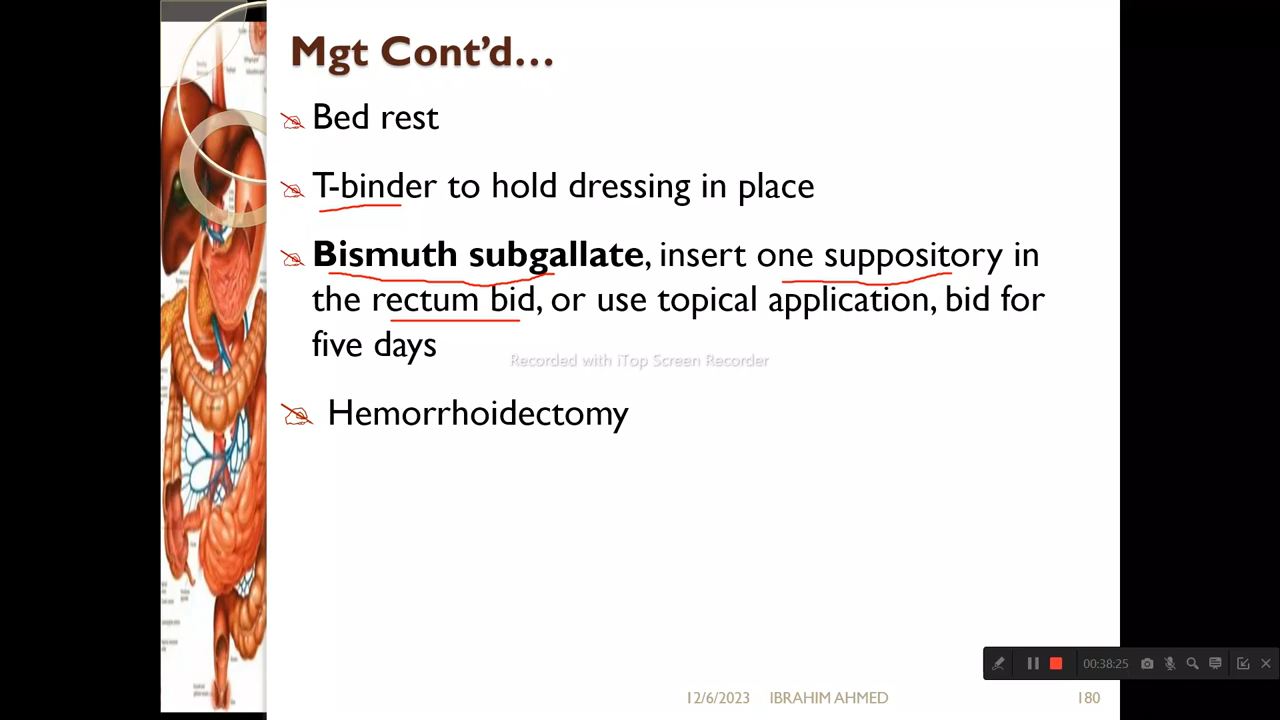 Mgt Cont’d…
Bed rest
T-binder to hold dressing in place
Bismuth subgallate, insert one suppository in
the rectum bid, or use topical application, bid for
five days
Recorded with iTop Screen Recorder
Hemorrhoidectomy
00:38:25
12/6/2023 IBRAHIM AHMED 180